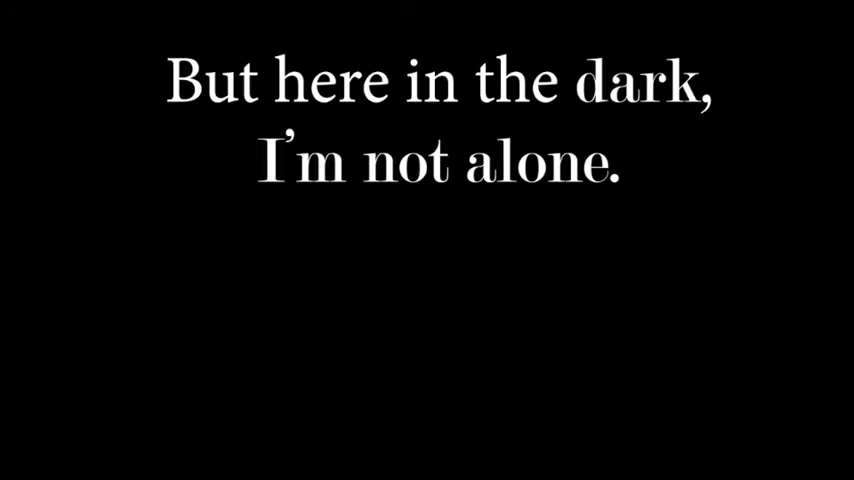 But here in the dark,
I'm not alone.